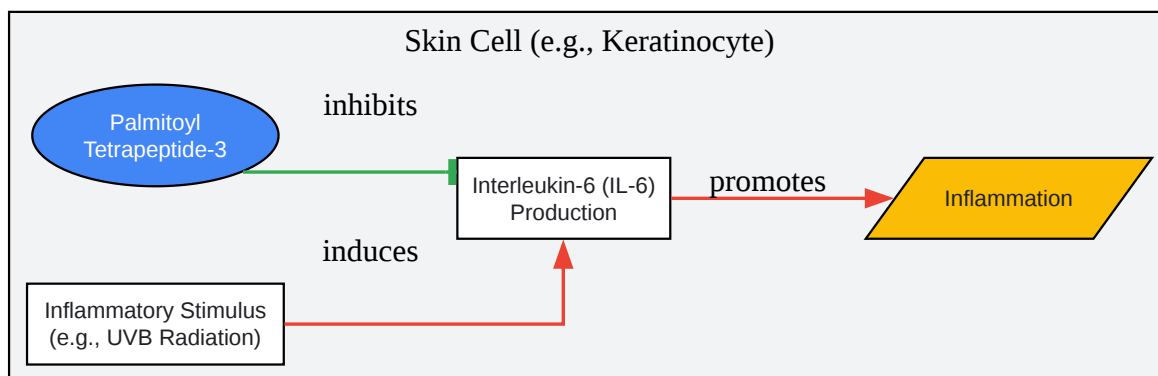 Skin Cell (e.g., Keratinocyte)
Palmitoyl
Tetrapeptide-3
inhibits
Interleukin-6 (IL-6)
Production
promotes
Inflammation
induces
Inflammatory Stimulus
(e.g., UVB Radiation)